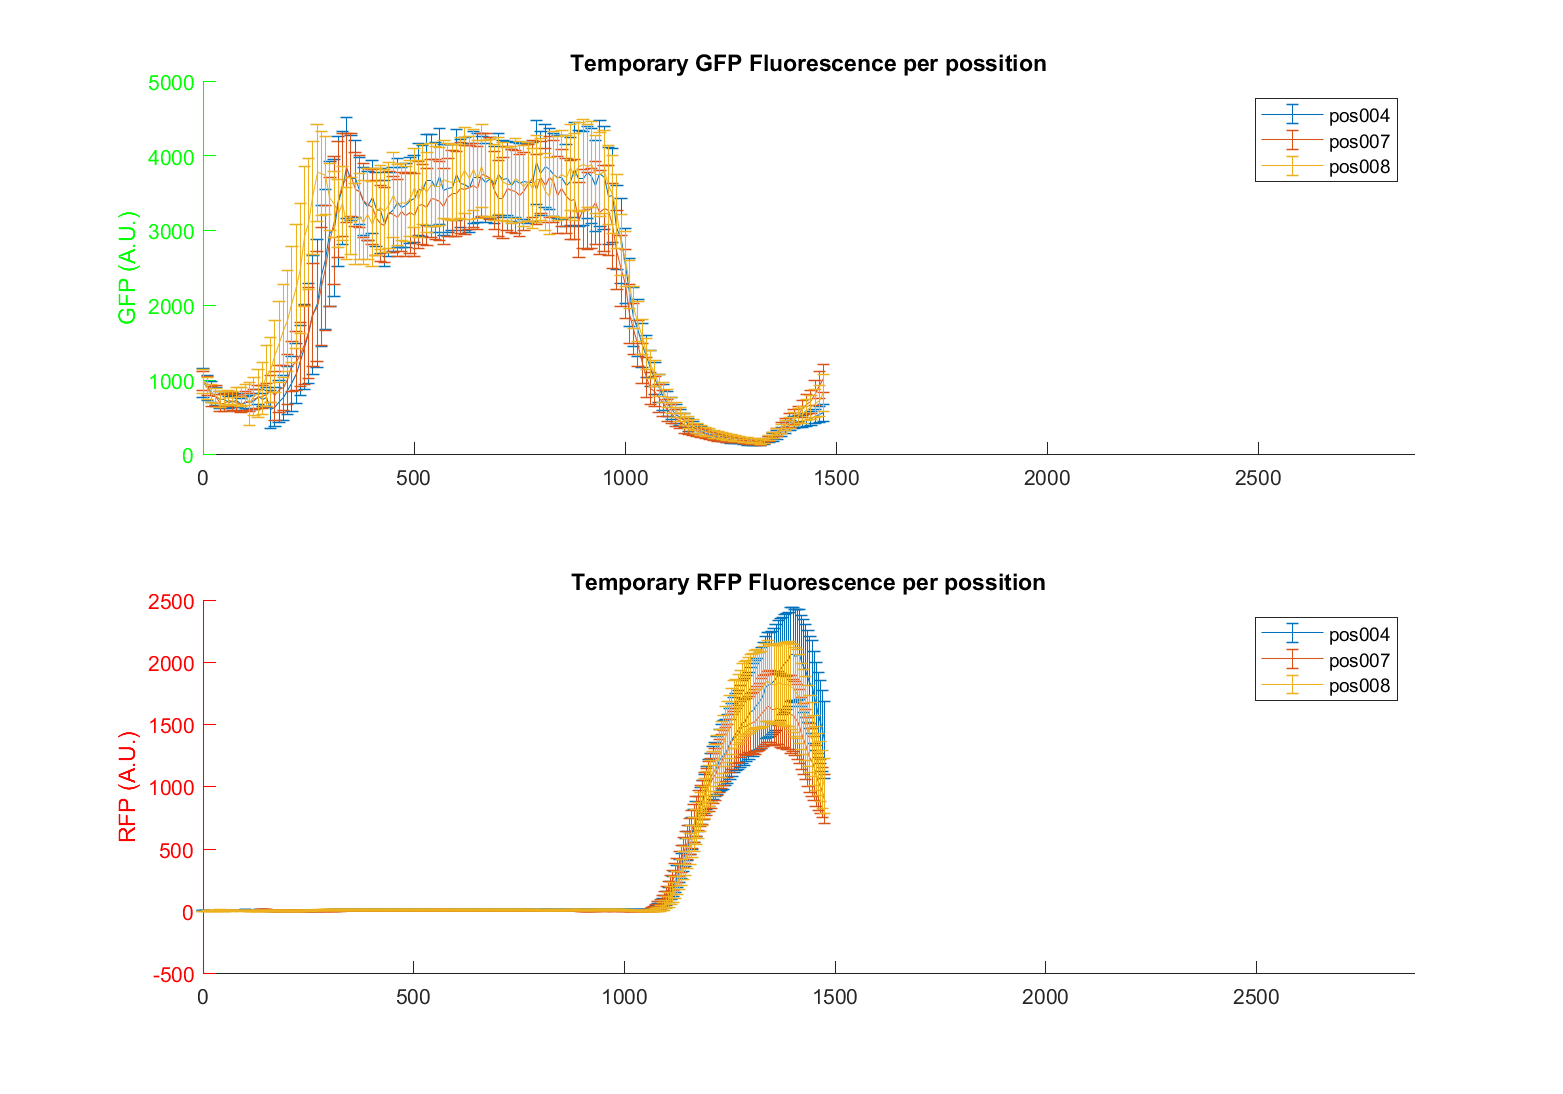 Temporary GFP Fluorescence per possition
5000
4000
3000
2000
1000
0
GFP (A.U.)
0 500 1000 1500 2000 2500
pos004
pos007
pos008
Temporary RFP Fluorescence per possition
2500
2000
1500
1000
500
0
-500
RFP (A.U.)
0 500 1000 1500 2000 2500
pos004
pos007
pos008